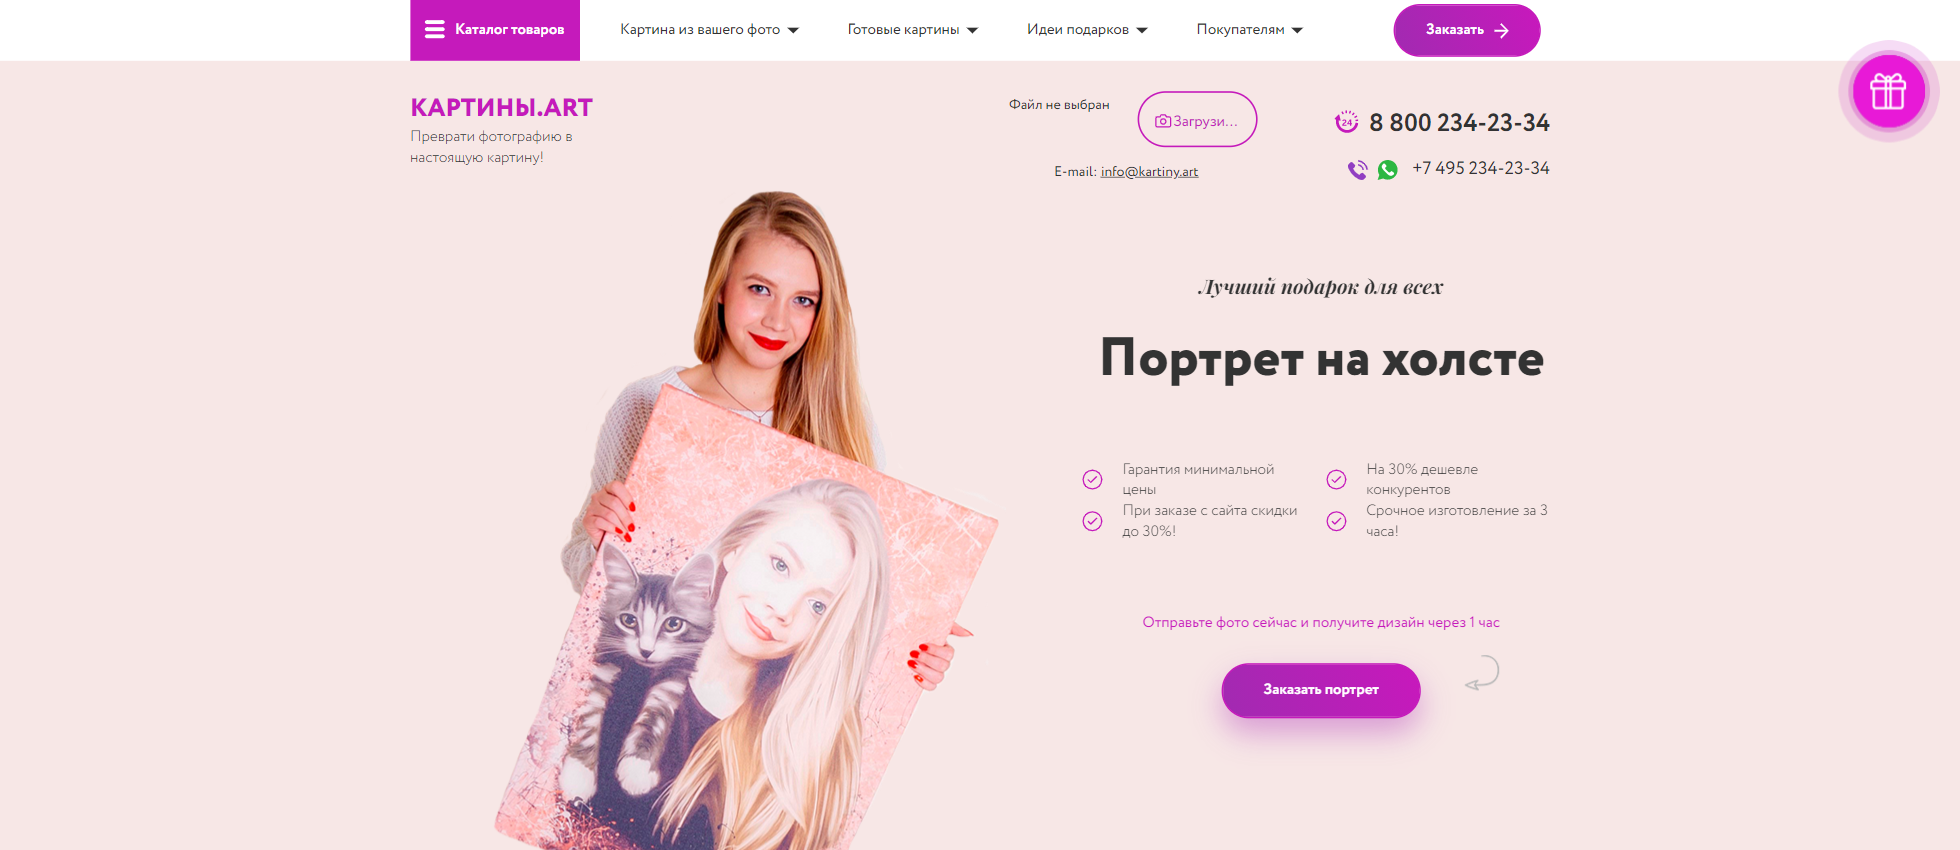 Каталог товаров
Картина из вашего фото
Готовые картины
Идеи подарков
Покупателям
Заказать
КАРТИНЫ.ART
Преврати фотографию в
настоящую картину!
Файл не выбран
Загрузи...
E-mail: info@kartiny.art
24
8 800 234-23-34
+7 495 234-23-34
Лучший подарок для всех
Портрет на холсте
Гарантия минимальной
цены
На 30% дешевле
конкурентов
При заказе с сайта скидки
до 30%!
Срочное изготовление за 3
часа!
Отправьте фото сейчас и получите дизайн через 1 час
Заказать портрет